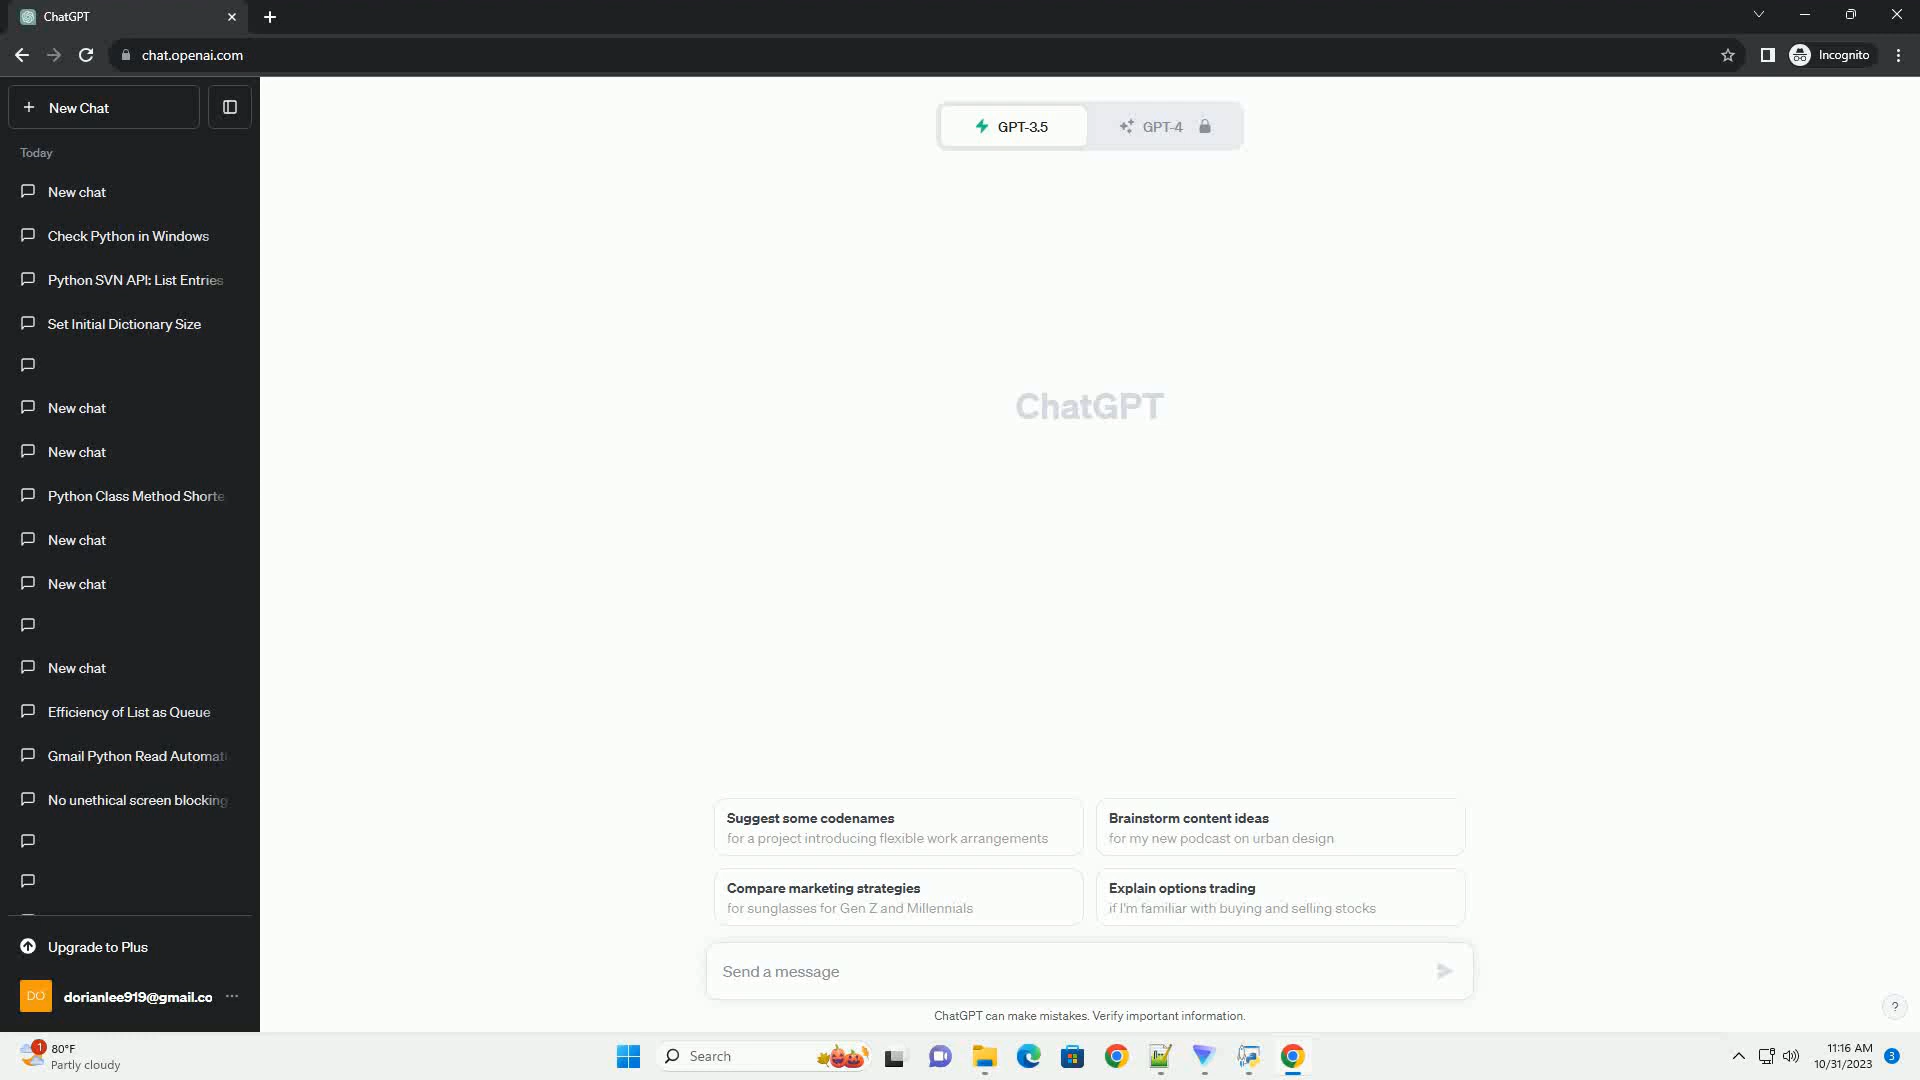 ChatGPT
chat.openai.com
Incognito
New Chat
Today
New chat
Check Python in Windows
Python SVN API: List Entries
Set Initial Dictionary Size
New chat
New chat
Python Class Method Shorte
New chat
New chat
New chat
Efficiency of List as Queue
Gmail Python Read Automati
No unethical screen blocking
Upgrade to Plus
DO
dorianlee919@gmail.co
GPT-3.5
GPT-4
ChatGPT
Suggest some codenames
for a project introducing flexible work arrangements
Brainstorm content ideas
for my new podcast on urban design
Compare marketing strategies
for sunglasses for Gen Z and Millennials
Explain options trading
if I'm familiar with buying and selling stocks
Send a message
ChatGPT can make mistakes. Verify important information.
?
1
80°F
Partly cloudy
Search
11:16 AM
10/31/2023
3